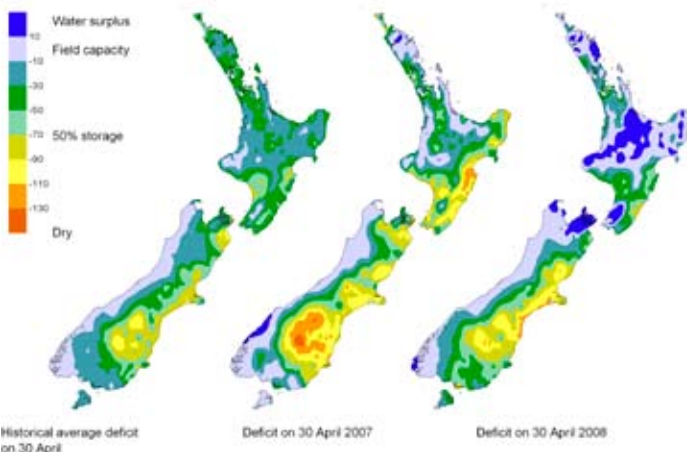 Water surplus
10
Field capacity
-10
-30
-50
50% storage
-70
-90
-110
-130
Dry
Historical average deficit
on 30 April
Deficit on 30 April 2007
Deficit on 30 April 2008